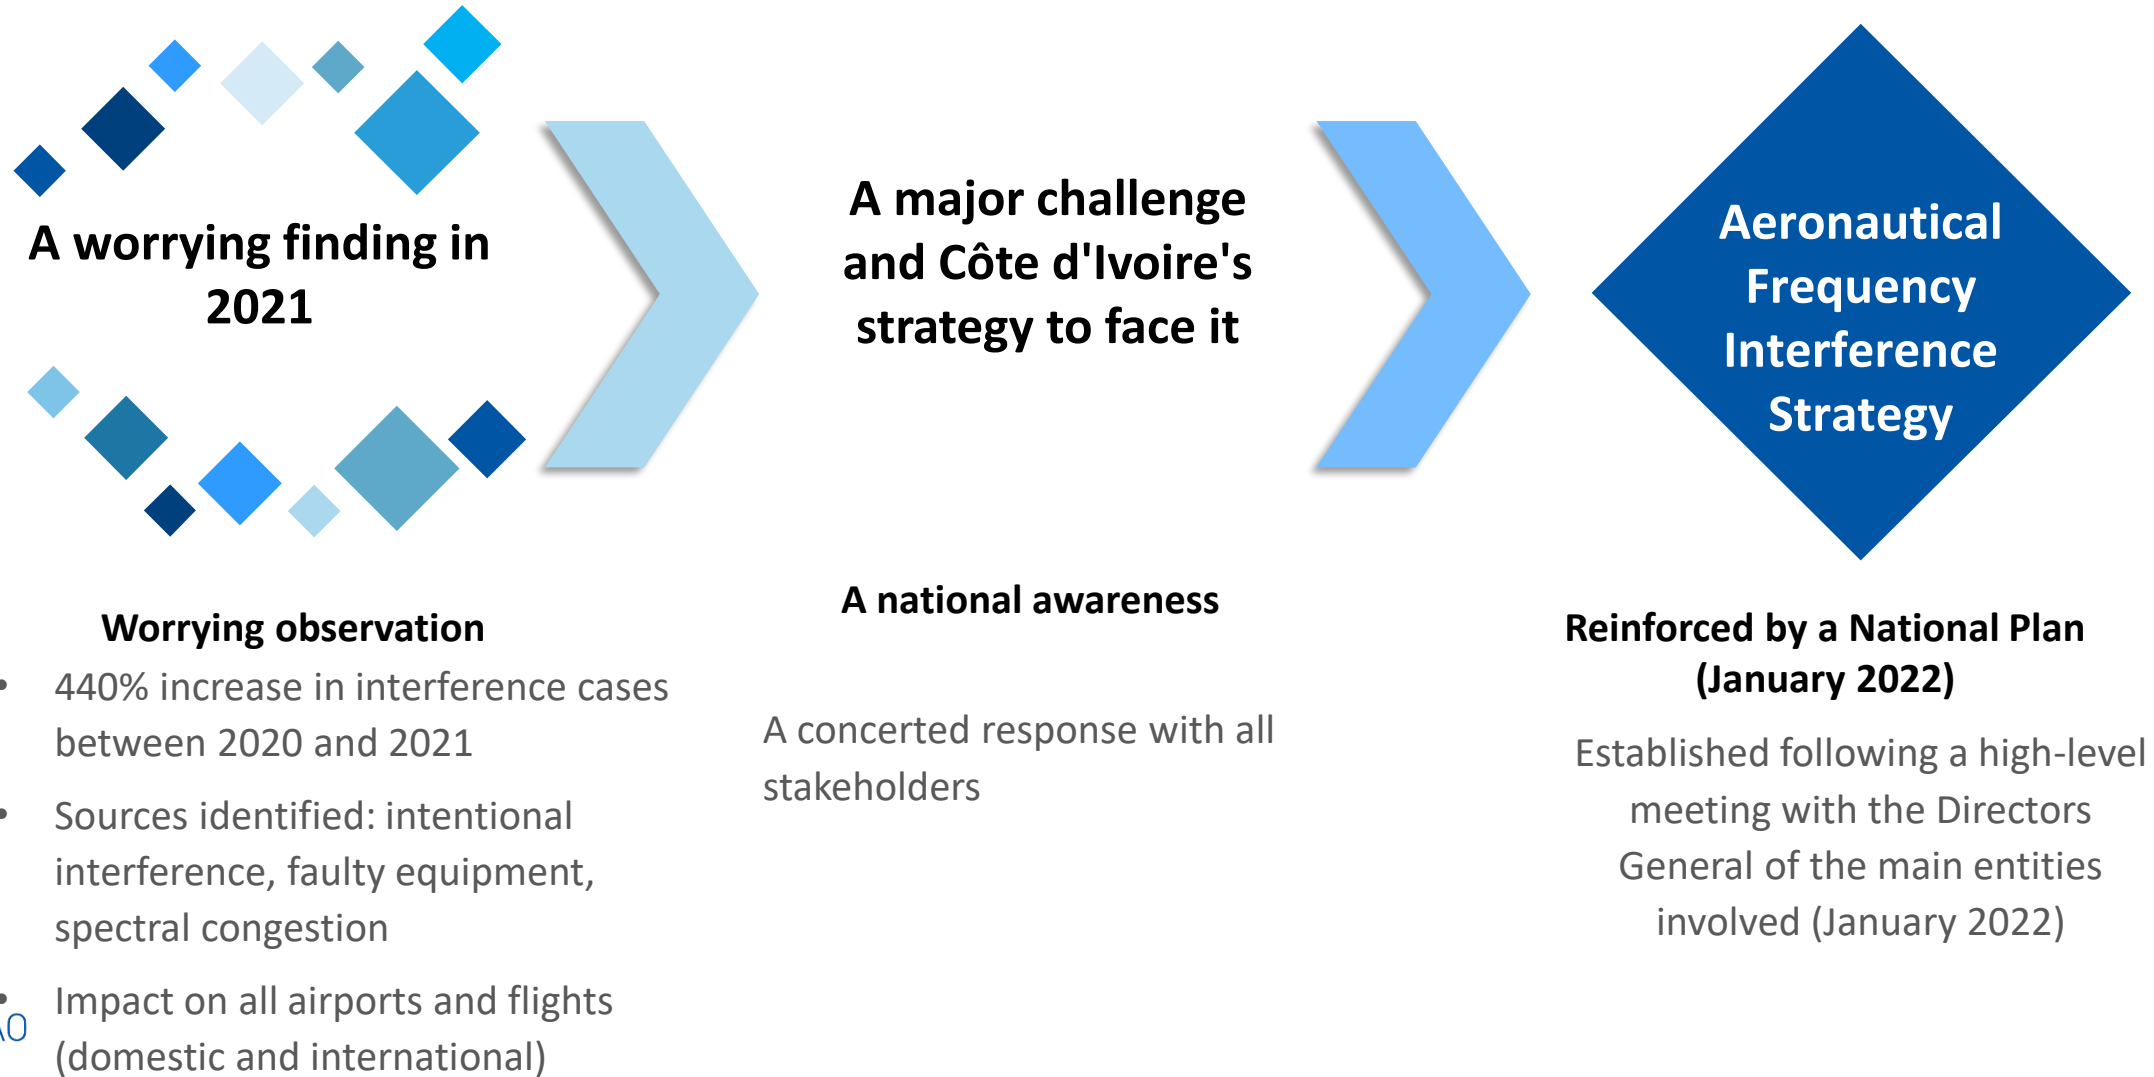 A worrying finding in
2021
A major challenge
and Côte d'Ivoire's
strategy to face it
Aeronautical
Frequency
Interference
Strategy
Worrying observation
• 440% increase in interference cases
between 2020 and 2021
• Sources identified: intentional
interference, faulty equipment,
spectral congestion
• Impact on all airports and flights
(domestic and international)
A national awareness
A concerted response with all
stakeholders
Reinforced by a National Plan
(January 2022)
Established following a high-level
meeting with the Directors
General of the main entities
involved (January 2022)